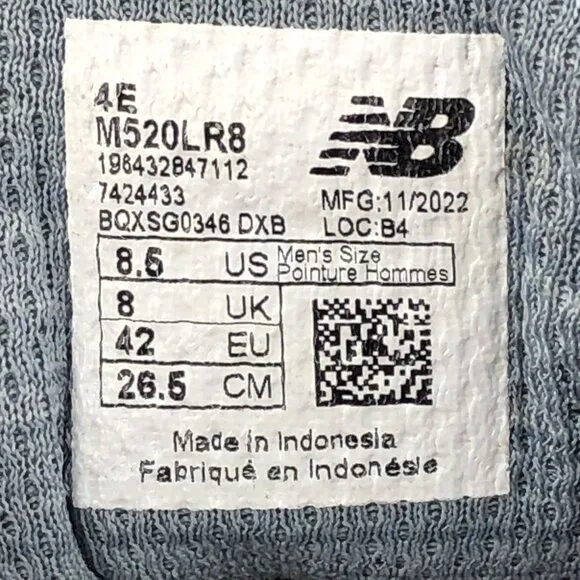 4E
M520LR8
196432847112
7424433
BQXSG0346 DXB
NB
MFG:11/2022
LOC:B4
8.5 US Men's Size
Pointure Hommes
8 UK
42 EU
26.5 CM
Made in Indonesia
Fabriqué en Indonésie